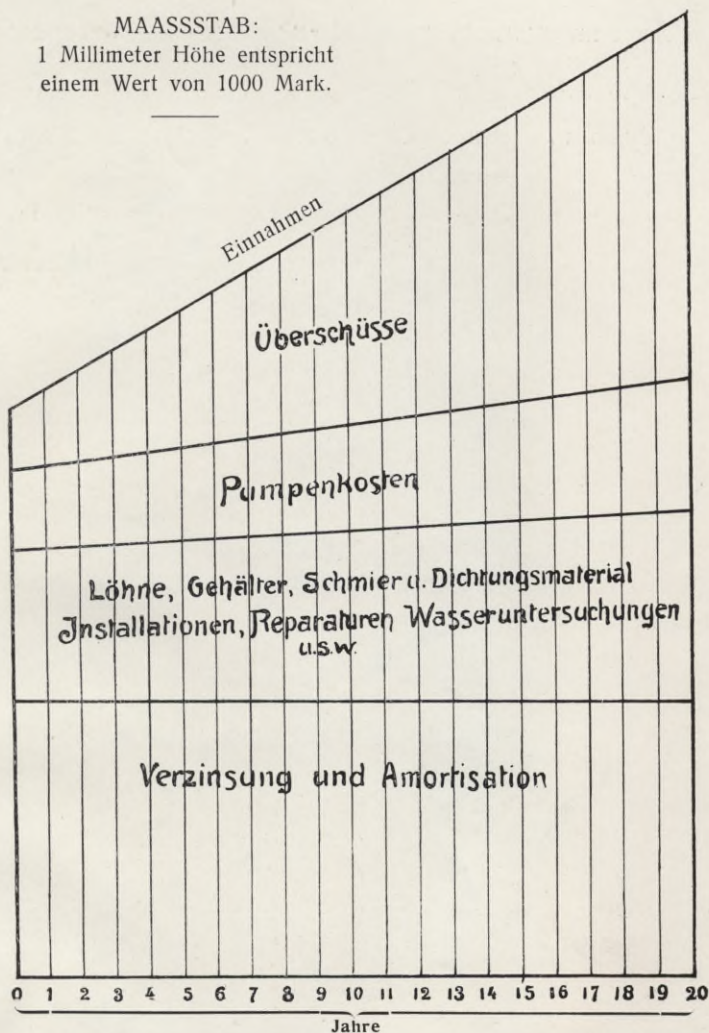 MAASSSTAB:
1 Millimeter Höhe entspricht
einem Wert von 1000 Mark.
Einnahmen
Überschüsse
Pumpenkosten
Löhne, Gehälter, Schmier u. Dichtungsmaterial
Installationen, Reparaturen Wasseruntersuchungen
u.s.w.
Verzinsung und Amortisation
0 1 2 3 4 5 6 7 8 9 10 11 12 13 14 15 16 17 18 19 20
Jahre